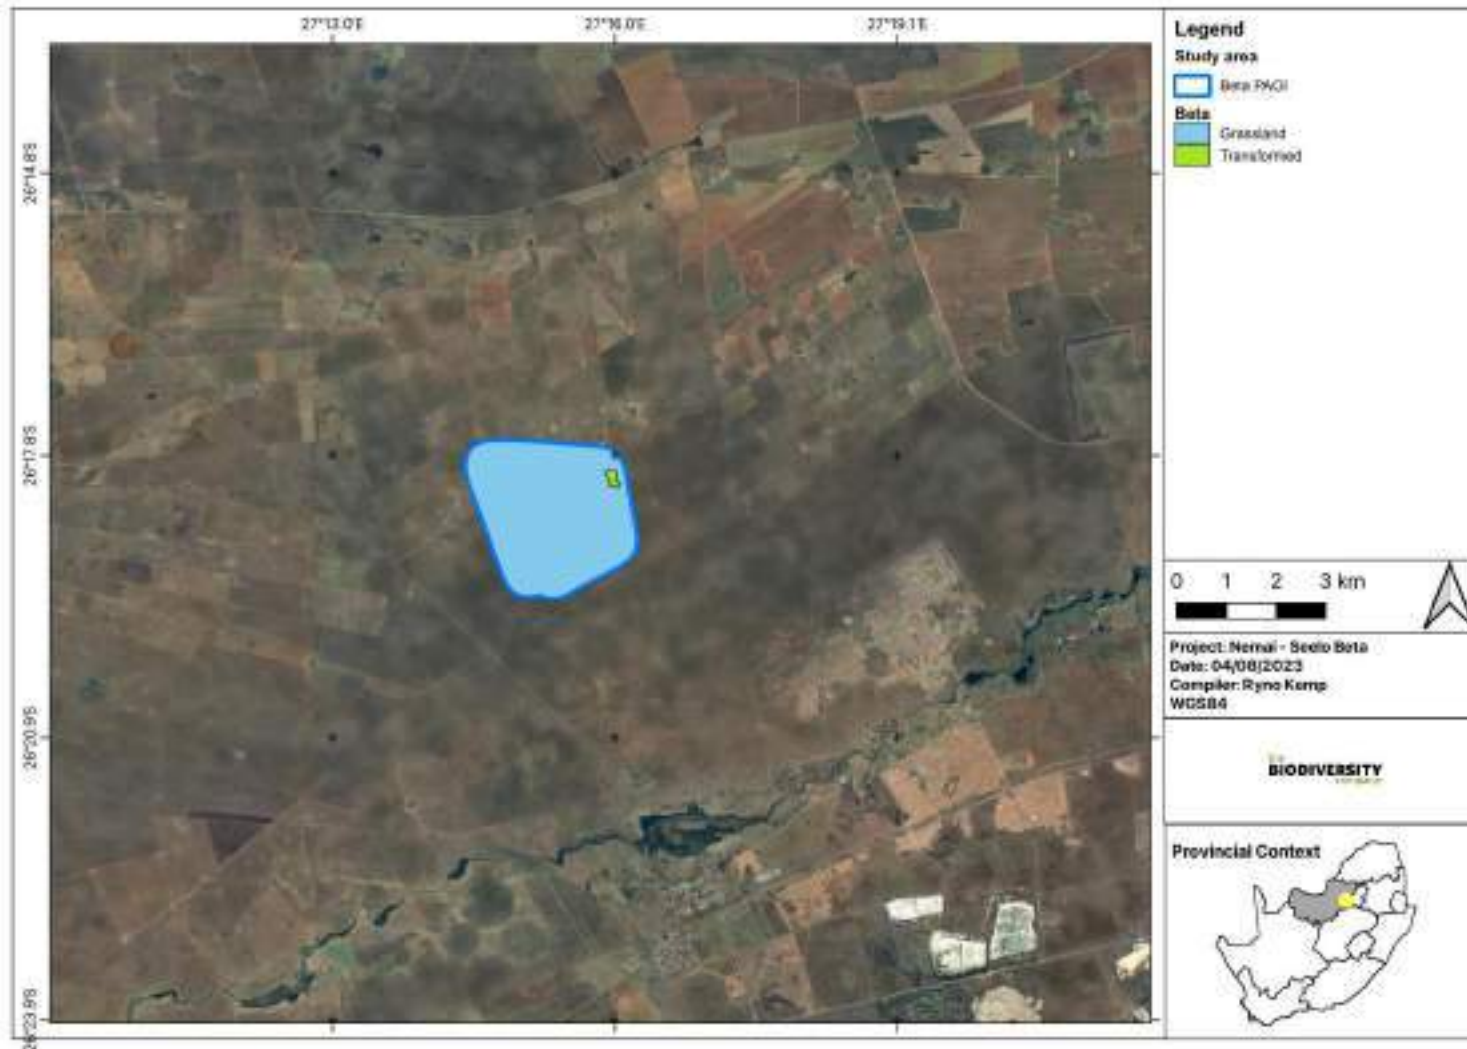 27°13.0'E
27°16.0'E
27°19.1'E
26°14.8'S
26°17.8'S
26°20.9'S
26°23.9'S
Legend
Study area
Beta PAOI
Beta
Grassland
Transformed
0 1 2 3 km
Project: Nemai - Seelo Beta
Date: 04/08/2023
Compiler: Ryno Kemp
WGS84
BIODIVERSITY
Provincial Context